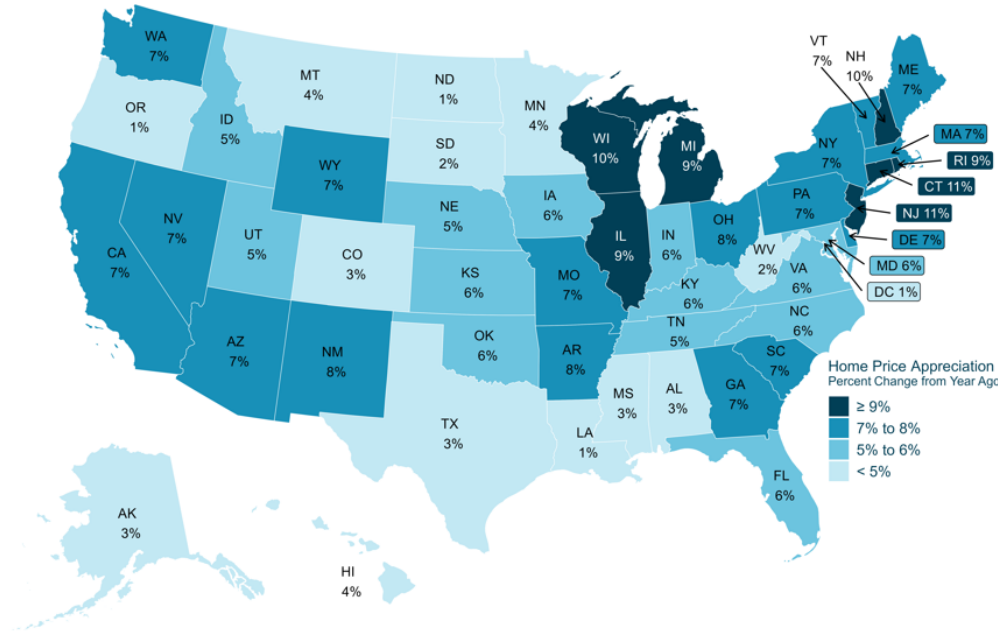 WA
7%
MT
4%
ND
1%
MN
4%
VT
7%
NH
10%
ME
7%
OR
1%
ID
5%
SD
2%
WI
10%
MI
9%
NY
7%
MA 7%
RI 9%
CT 11%
WY
7%
NE
5%
IA
6%
PA
7%
NJ 11%
NV
7%
UT
5%
CO
3%
IL
9%
IN
6%
OH
8%
WV
2%
DE 7%
MD 6%
DC 1%
CA
7%
KS
6%
MO
7%
KY
6%
VA
6%
AZ
7%
NM
8%
OK
6%
AR
8%
TN
5%
NC
6%
SC
7%
TX
3%
LA
1%
MS
3%
AL
3%
GA
7%
FL
6%
AK
3%
HI
4%
Home Price Appreciation
Percent Change from Year Ago
≥ 9%
7% to 8%
5% to 6%
< 5%